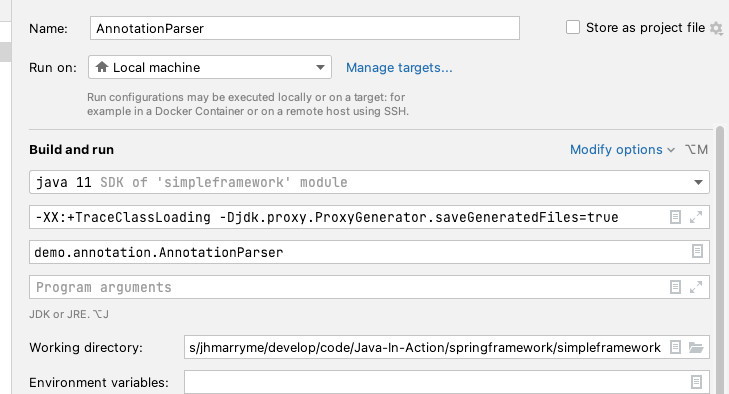 Name: AnnotationParser Store as project file
Run on: Local machine Manage targets...
Run configurations may be executed locally or on a target: for
example in a Docker Container or on a remote host using SSH.
Build and run Modify options ⌥M
java 11 SDK of 'simpleframework' module
-XX:+TraceClassLoading -Djdk.proxy.ProxyGenerator.saveGeneratedFiles=true
demo.annotation.AnnotationParser
Program arguments
JDK or JRE. ⌥J
Working directory: s/jhmarryme/develop/code/Java-In-Action/springframework/simpleframework
Environment variables: